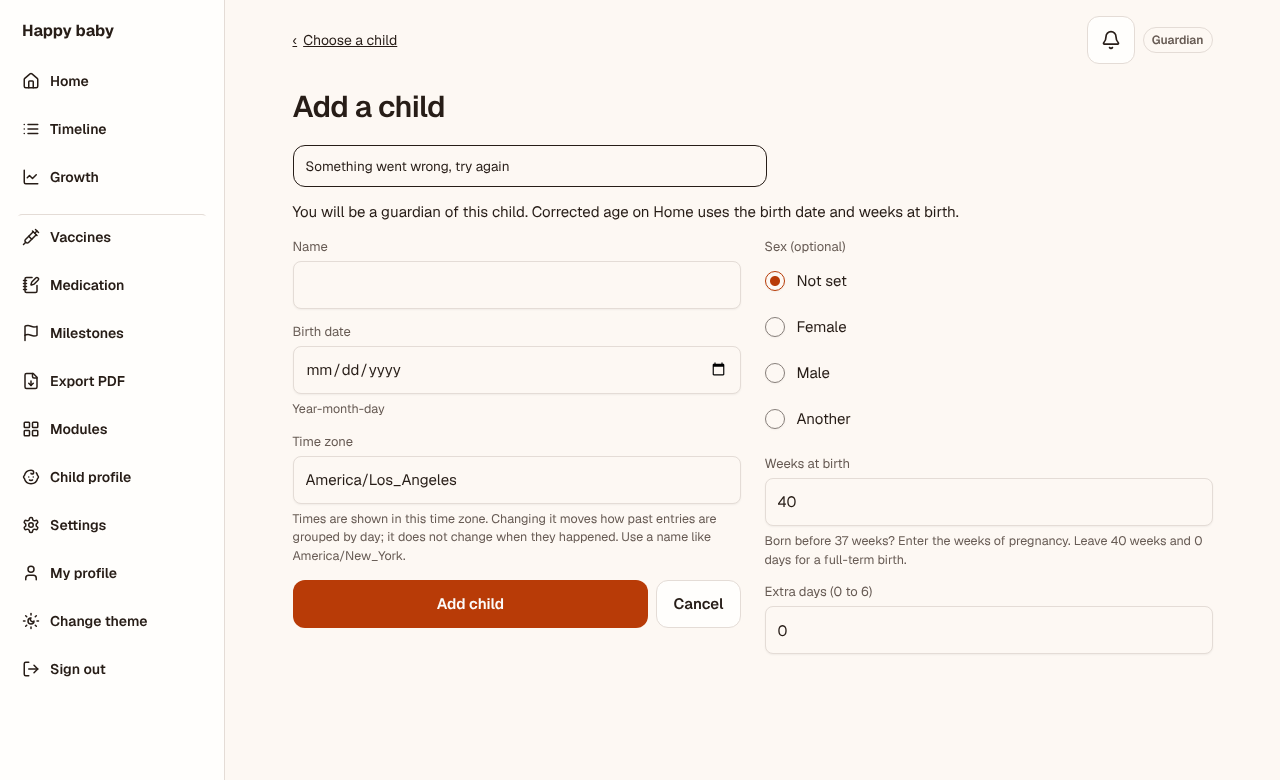 Happy baby
Home
Timeline
Growth
Vaccines
Medication
Milestones
Export PDF
Modules
Child profile
Settings
My profile
Change theme
Sign out
‹ Choose a child
Guardian
Add a child
Something went wrong, try again
You will be a guardian of this child. Corrected age on Home uses the birth date and weeks at birth.
Name
Birth date
mm/dd/yyyy
Year-month-day
Time zone
America/Los_Angeles
Times are shown in this time zone. Changing it moves how past entries are
grouped by day; it does not change when they happened. Use a name like
America/New_York.
Add child
Cancel
Sex (optional)
Not set
Female
Male
Another
Weeks at birth
40
Born before 37 weeks? Enter the weeks of pregnancy. Leave 40 weeks and 0
days for a full-term birth.
Extra days (0 to 6)
0